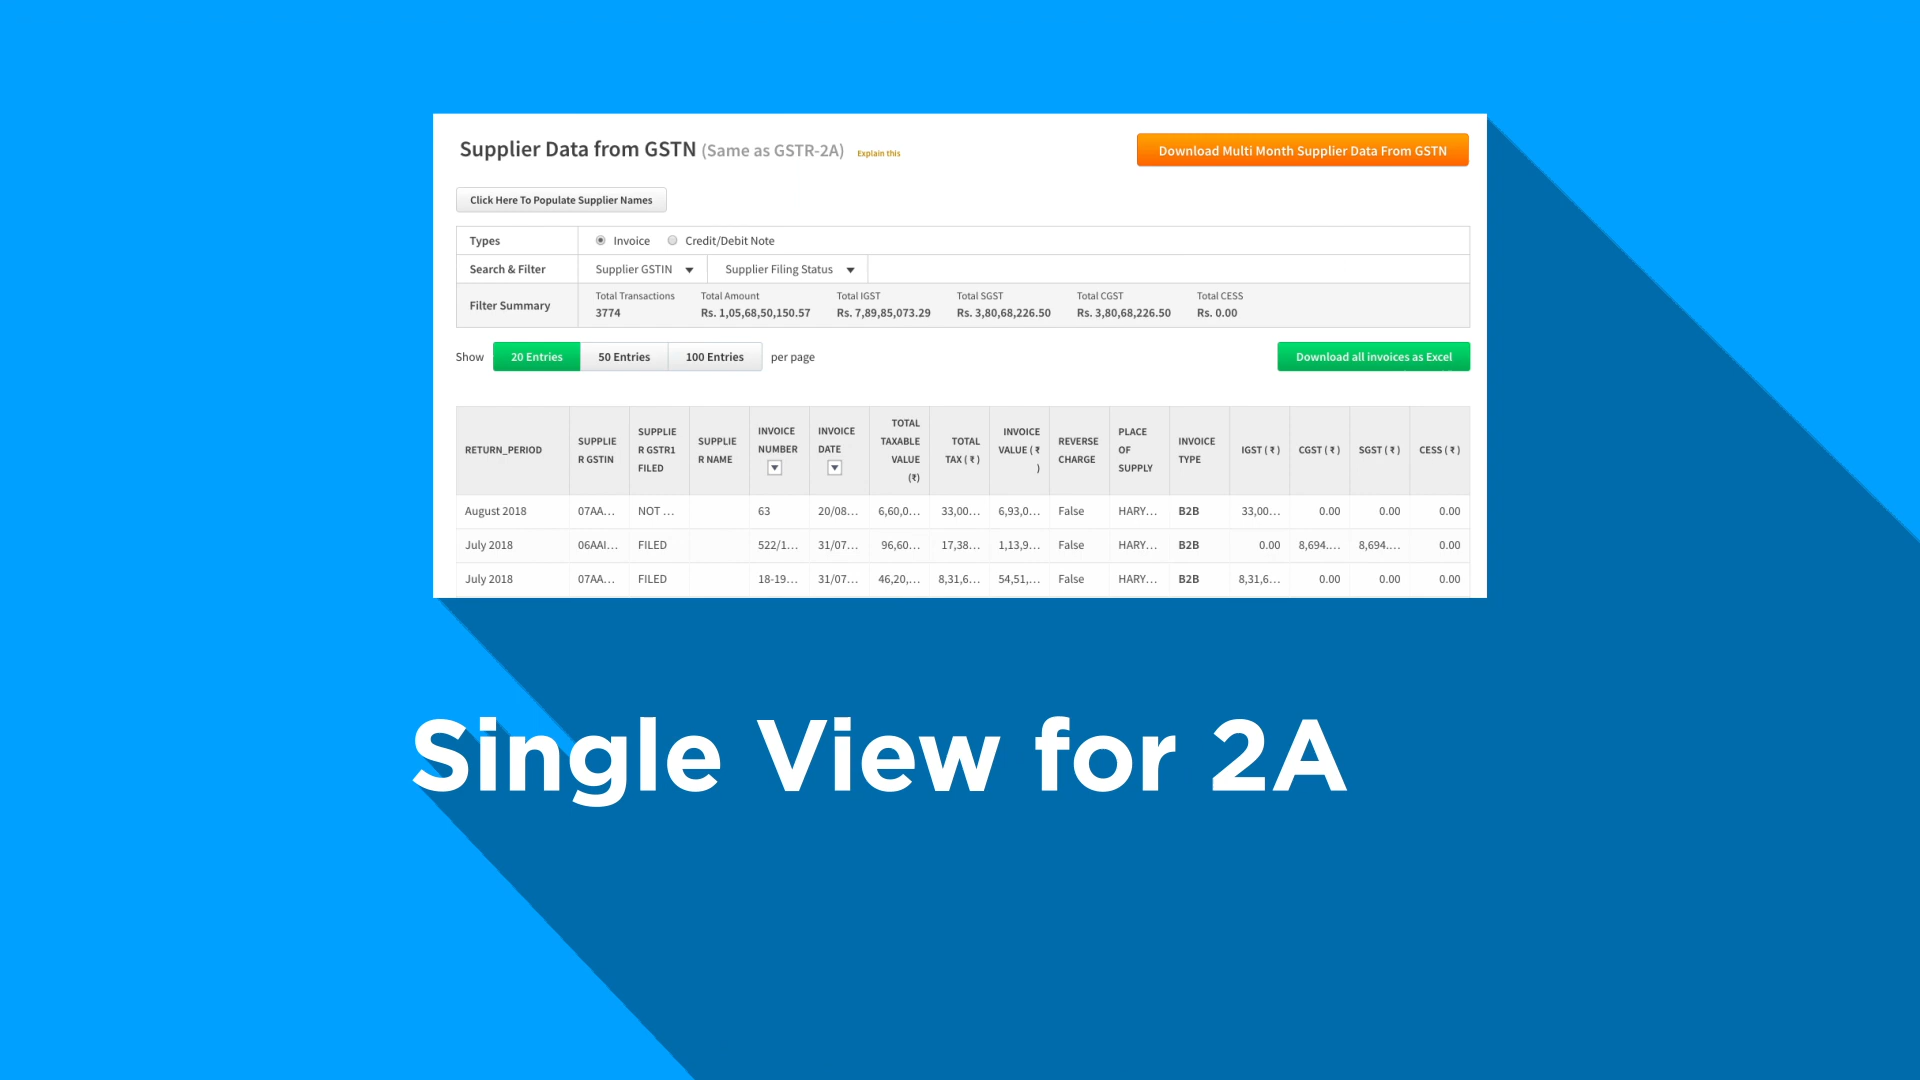 Supplier Data from GSTN (Same as GSTR-2A) Explain this
Download Multi Month Supplier Data From GSTN
Click Here To Populate Supplier Names
Types Invoice Credit/Debit Note
Search & Filter Supplier GSTIN Supplier Filing Status
Filter Summary
Total Transactions Total Amount Total IGST Total SGST Total CGST Total CESS
3774 Rs. 1,05,68,50,150.57 Rs. 7,89,85,073.29 Rs. 3,80,68,226.50 Rs. 3,80,68,226.50 Rs. 0.00
Show 20 Entries 50 Entries 100 Entries per page
Download all invoices as Excel
RETURN_PERIOD
SUPPLIE
R GSTIN
SUPPLIE
R GSTR1
FILED
SUPPLIE
R NAME
INVOICE
NUMBER
INVOICE
DATE
TOTAL
TAXABLE
VALUE
(₹)
TOTAL
TAX ( ₹ )
INVOICE
VALUE ( ₹
)
REVERSE
CHARGE
PLACE
OF
SUPPLY
INVOICE
TYPE
IGST ( ₹ )
CGST ( ₹ )
SGST ( ₹ )
CESS ( ₹ )
August 2018 07AA... NOT ... 63 20/08... 6,60,0... 33,00... 6,93,0... False HARY... B2B 33,00... 0.00 0.00 0.00
July 2018 06AAI... FILED 522/1... 31/07... 96,60... 17,38... 1,13,9... False HARY... B2B 0.00 8,694.... 8,694.... 0.00
July 2018 07AA... FILED 18-19... 31/07... 46,20,... 8,31,6... 54,51,... False HARY... B2B 8,31,6... 0.00 0.00 0.00
Single View for 2A